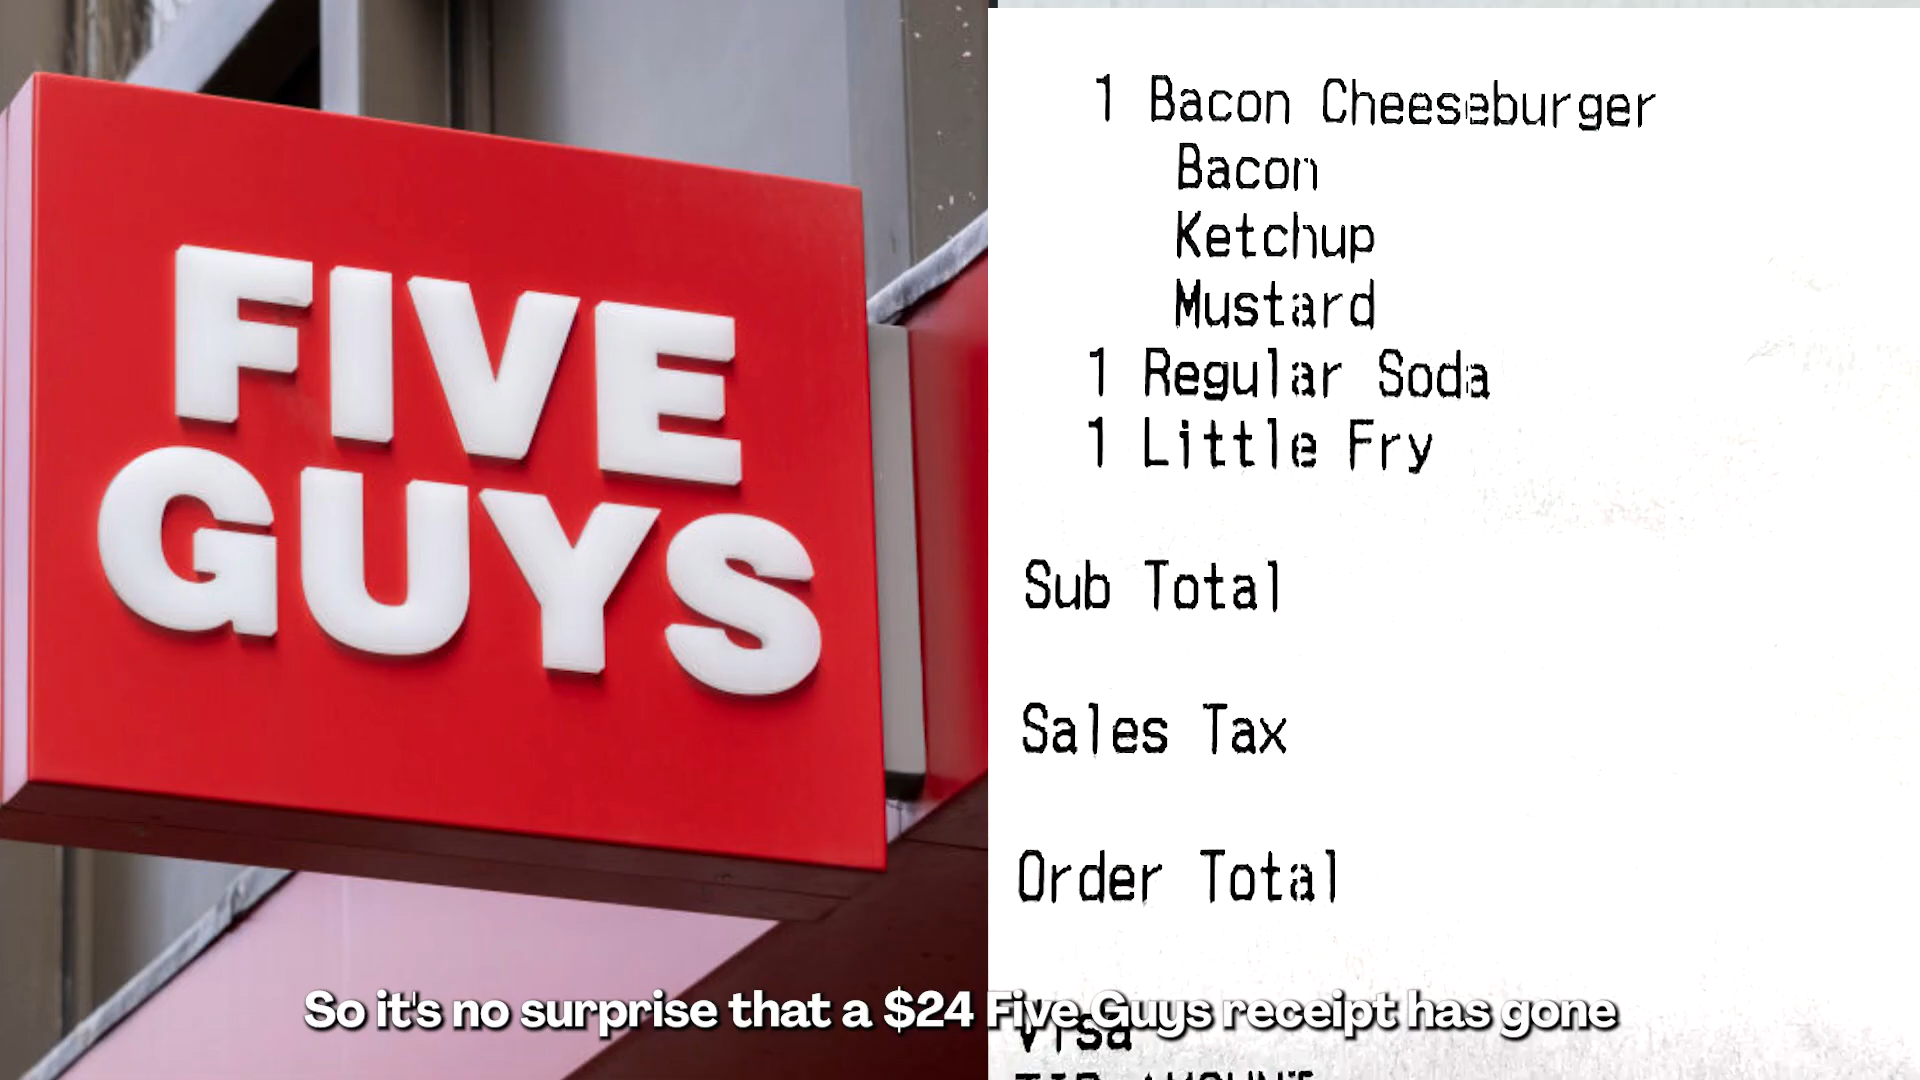 FIVE
GUYS
1 Bacon Cheeseburger
Bacon
Ketchup
Mustard
1 Regular Soda
1 Little Fry
Sub Total
Sales Tax
Order Total
Visa
So it's no surprise that a $24 Five Guys receipt has gone